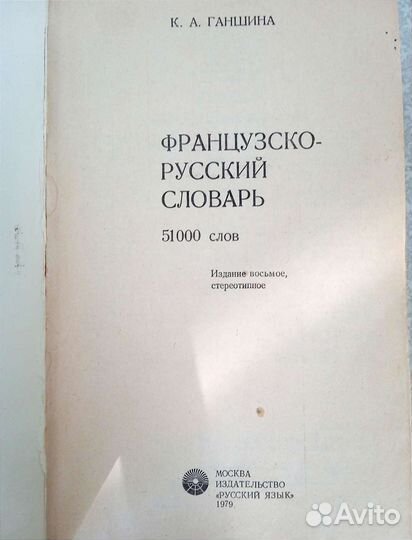 К. А. ГАНШИНА
ФРАНЦУЗСКО-
РУССКИЙ
СЛОВАРЬ
51000 слов
Издание восьмое,
стереотипное
МОСКВА
ИЗДАТЕЛЬСТВО
«РУССКИЙ ЯЗЫК»
1979
Avito